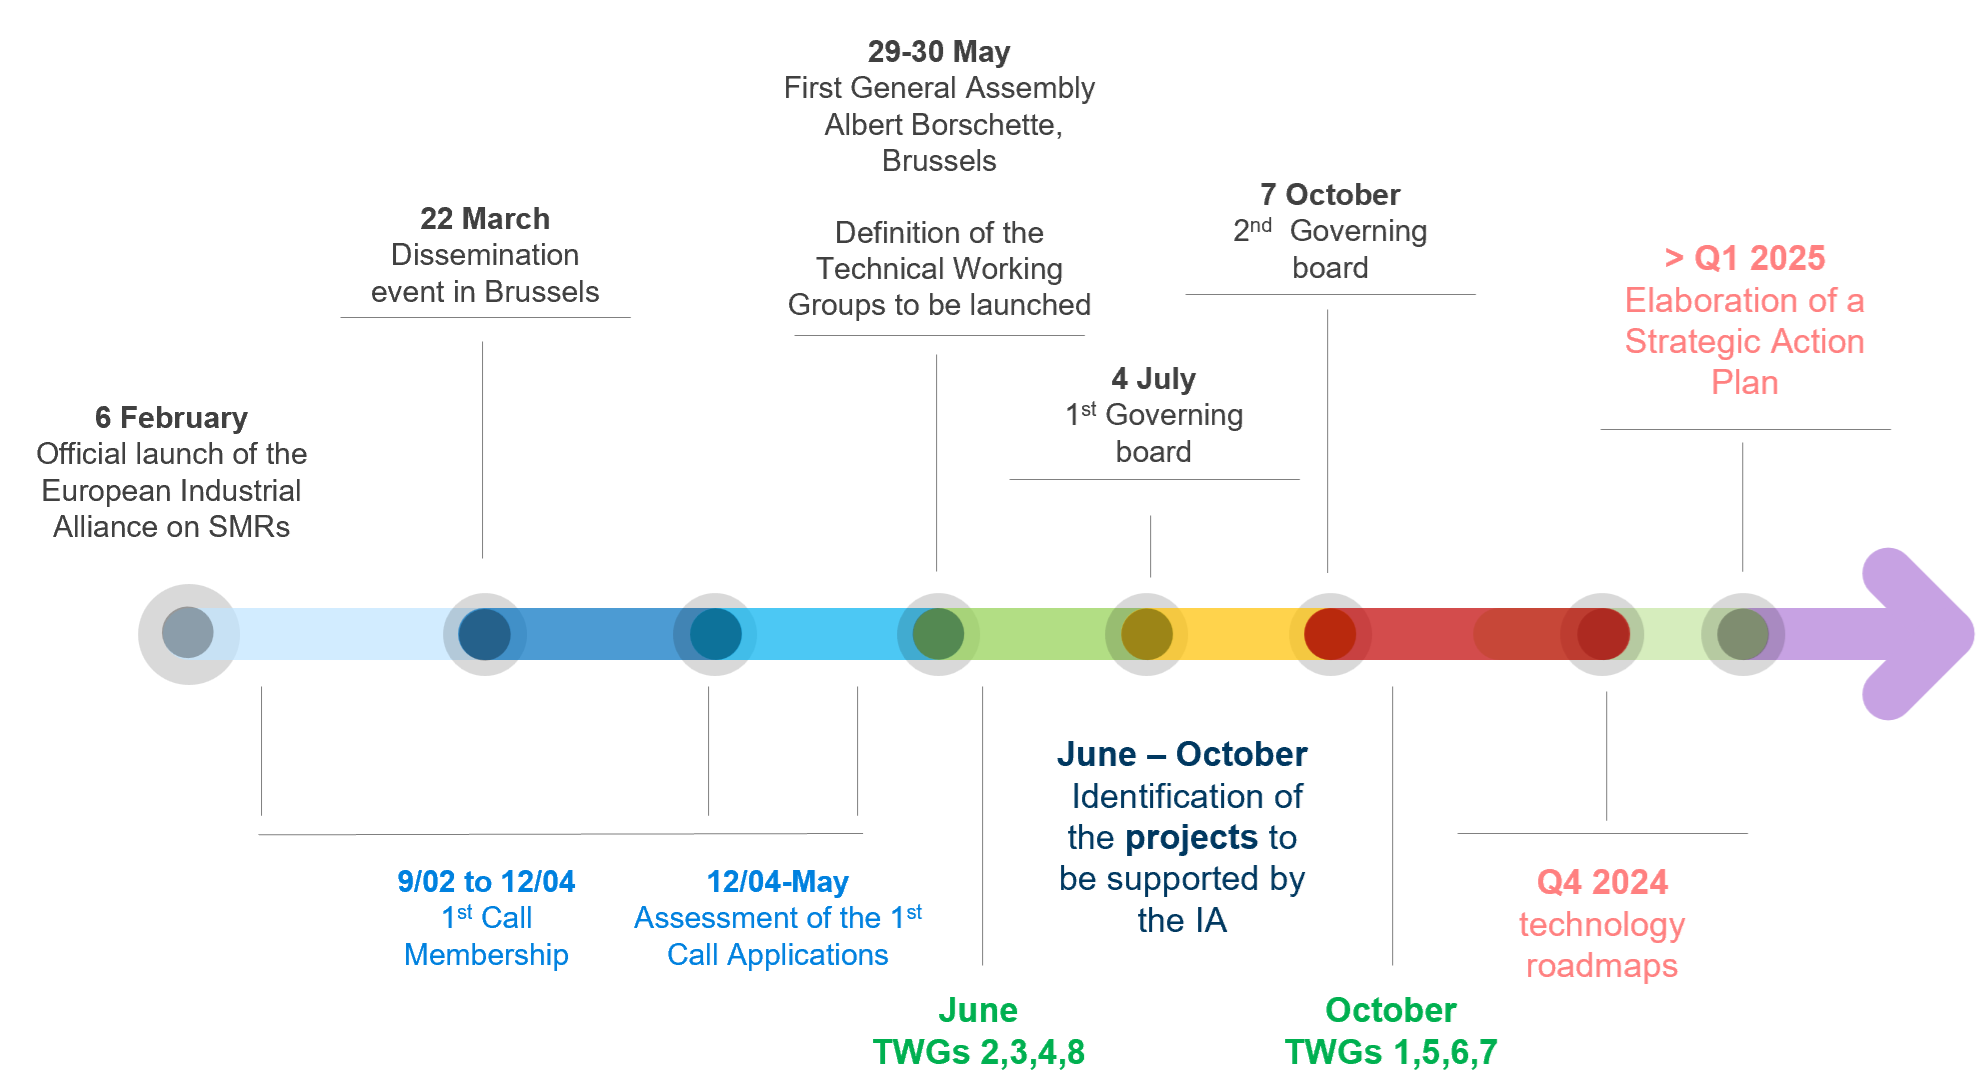 29-30 May
First General Assembly
Albert Borschette,
Brussels
Definition of the
Technical Working
Groups to be launched
7 October
2nd Governing
board
22 March
Dissemination
event in Brussels
> Q1 2025
Elaboration of a
Strategic Action
Plan
4 July
1st Governing
board
6 February
Official launch of the
European Industrial
Alliance on SMRs
June – October
Identification of
the projects to
be supported by
the IA
9/02 to 12/04
1st Call
Membership
12/04-May
Assessment of the 1st
Call Applications
Q4 2024
technology
roadmaps
June
TWGs 2,3,4,8
October
TWGs 1,5,6,7